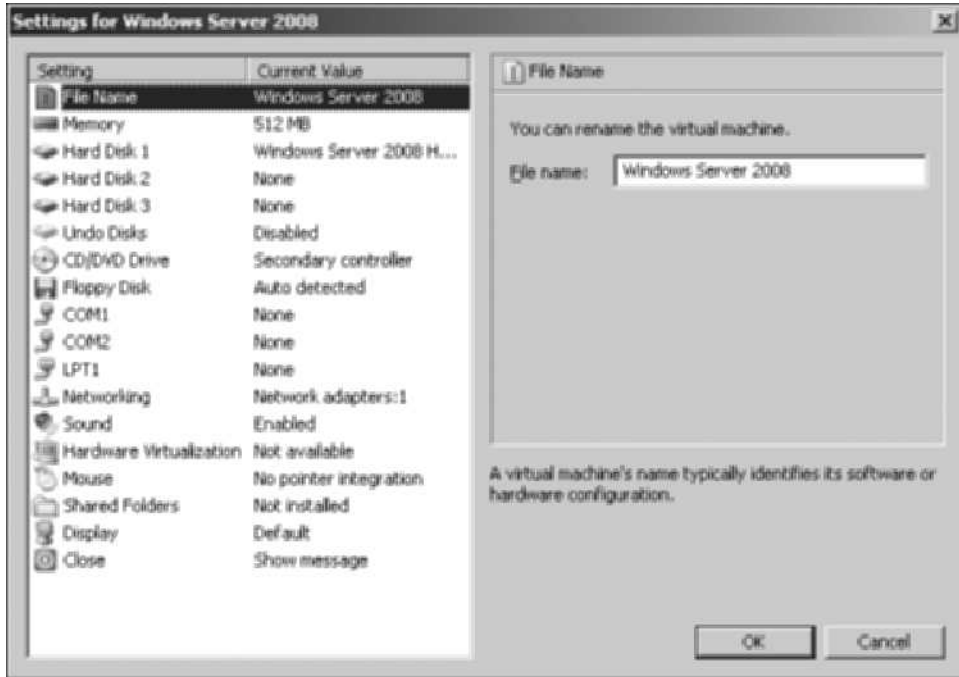 Settings for Windows Server 2008
Setting Current Value
File Name Windows Server 2008
Memory 512 MB
Hard Disk 1 Windows Server 2008 H...
Hard Disk 2 None
Hard Disk 3 None
Undo Disks Disabled
CD/DVD Drive Secondary controller
Floppy Disk Auto detected
COM1 None
COM2 None
LPT1 None
Networking Network adapters:1
Sound Enabled
Hardware Virtualization Not available
Mouse No pointer integration
Shared Folders Not installed
Display Default
Close Show message
File Name
You can rename the virtual machine.
File name: Windows Server 2008
A virtual machine's name typically identifies its software or
hardware configuration.
OK Cancel